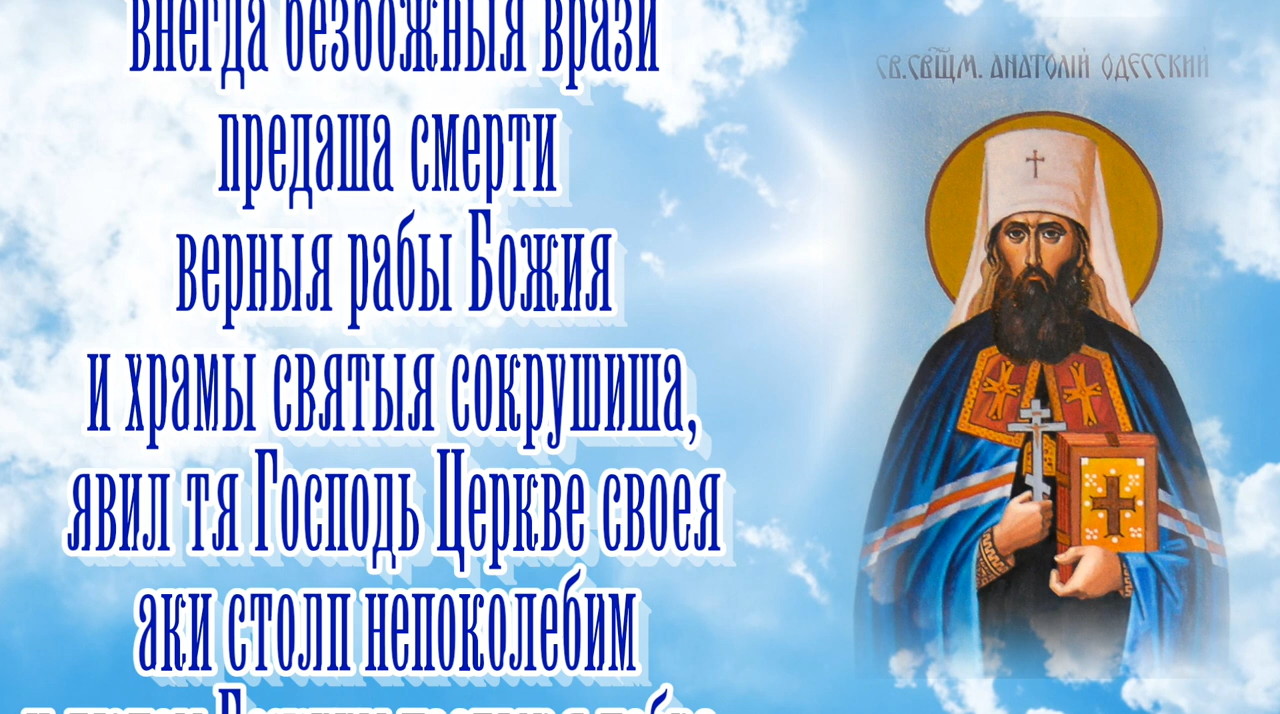 внегда безбожныя врази
предаша смерти
верныя рабы Божия
и храмы святыя сокрушиша,
явил тя Господь Церкве своея
аки столп непоколебим
СВ. СВЩМ. АНАТОЛІЙ ОДЕССКИЙ